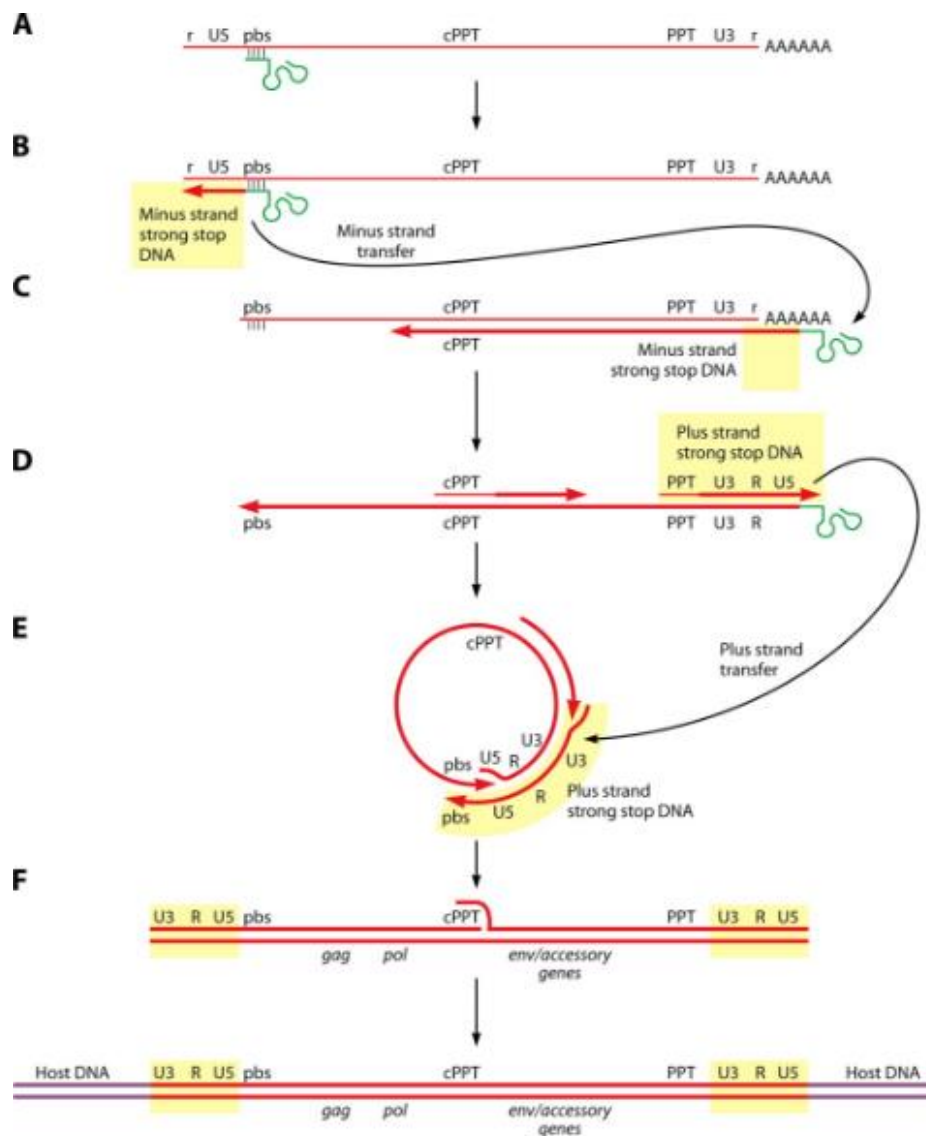 A
r U5 pbs cPPT PPT U3 r AAAAAA
B
r U5 pbs cPPT PPT U3 r AAAAAA
Minus strand
strong stop
DNA
Minus strand
transfer
C
pbs cPPT PPT U3 r AAAAAA
cPPT
Minus strand
strong stop DNA
Plus strand
strong stop DNA
D
cPPT PPT U3 R U5
pbs cPPT PPT U3 R
E
cPPT
Plus strand
transfer
pbs U5 R U3
pbs U5 R U3
Plus strand
strong stop DNA
F
U3 R U5 pbs cPPT PPT U3 R U5
gag pol env/accessory
genes
Host DNA U3 R U5 pbs cPPT PPT U3 R U5 Host DNA
gag pol env/accessory
genes